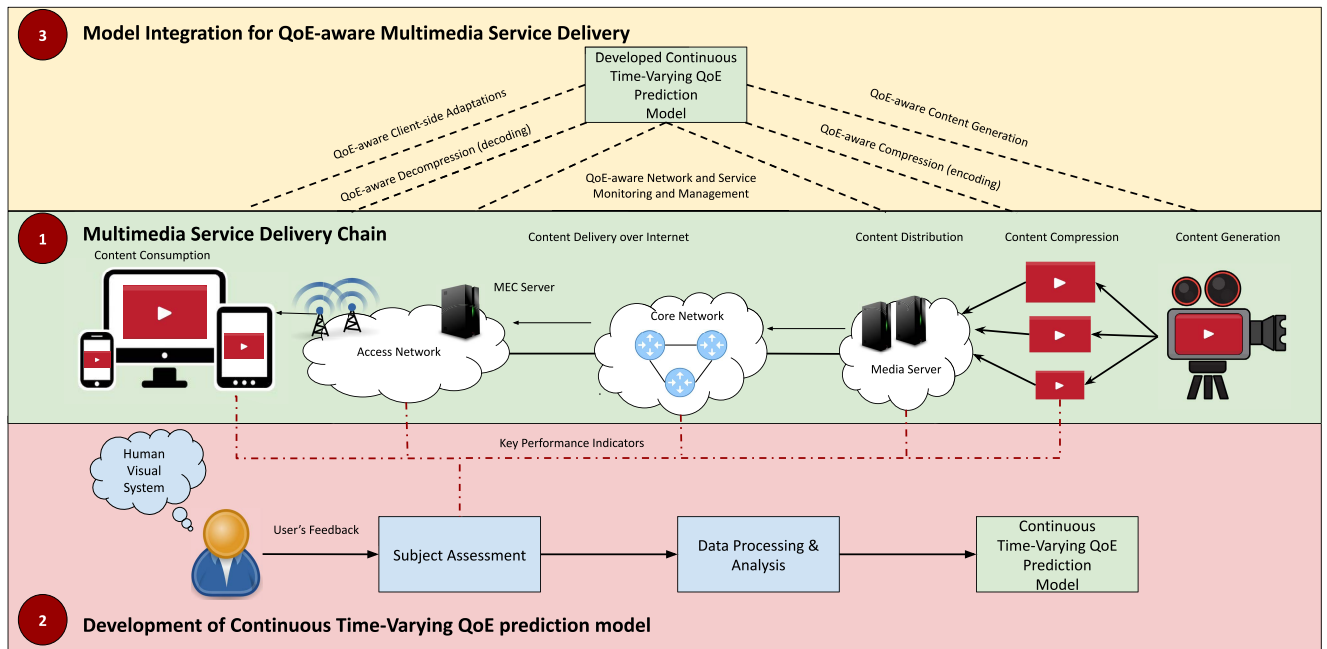 3
Model Integration for QoE-aware Multimedia Service Delivery
Developed Continuous
Time-Varying QoE
Prediction
Model
QoE-aware Client-side Adaptations
QoE-aware Decompression (decoding)
QoE-aware Network and Service
Monitoring and Management
QoE-aware Compression (encoding)
QoE-aware Content Generation
1
Multimedia Service Delivery Chain
Content Consumption
Content Delivery over Internet
Content Distribution
Content Compression
Content Generation
MEC Server
Access Network
Core Network
Media Server
Key Performance Indicators
Human
Visual
System
User's Feedback
Subject Assessment
Data Processing &
Analysis
Continuous
Time-Varying QoE
Prediction
Model
2
Development of Continuous Time-Varying QoE prediction model